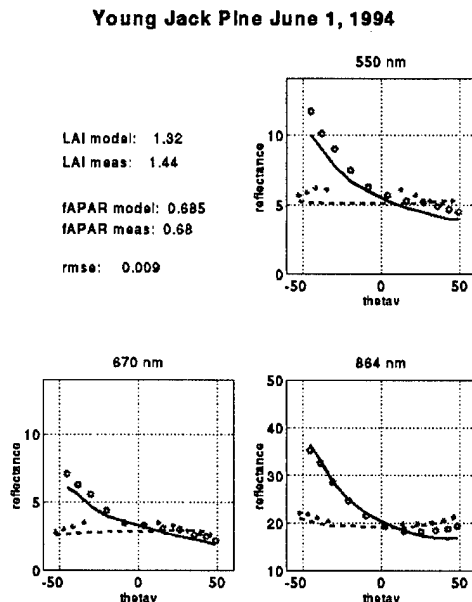 Young Jack Pine June 1, 1994
550 nm
LAI model: 1.32
LAI meas: 1.44
fAPAR model: 0.685
fAPAR meas: 0.68
rmse: 0.009
reflectance
10
5
0
-50
0
50
thetav
670 nm
reflectance
10
5
0
-50
0
50
thetav
864 nm
reflectance
50
40
30
20
10
-50
0
50
thetav